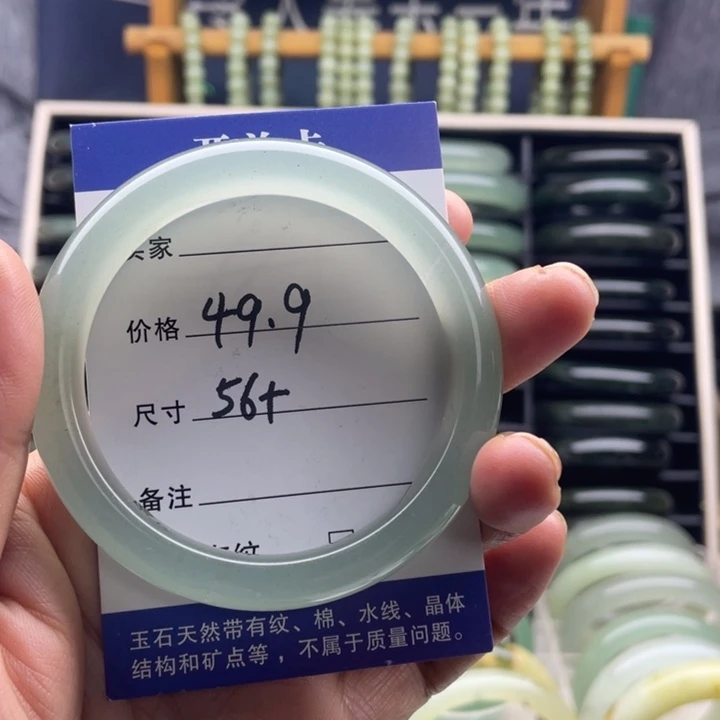 家
价格 49.9
尺寸 56+
备注
纹
玉石天然带有纹、棉、水线、晶体
结构和矿点等，不属于质量问题。